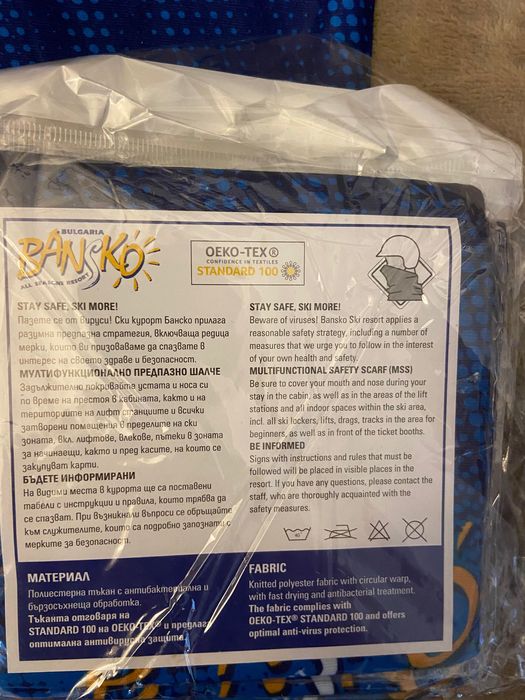 BULGARIA
BANSKO
ALL SEASONS RESORT
OEKO-TEX®
CONFIDENCE IN TEXTILES
STANDARD 100
STAY SAFE, SKI MORE!
Пазете се от вируси! Ски курорт Банско прилага
разумна предпазна стратегия, включваща редица
мерки, които ви призоваваме да спазвате в
интерес на своето здраве и безопасност.
МУЛТИФУНКЦИОНАЛНО ПРЕДПАЗНО ШАЛЧЕ
Задължително покривайте устата и носа си
по време на престоя в кабината, както и на
териториите на лифт станциите и всички
затворени помещения в пределите на ски
зоната, вкл. лифтове, влекове, пътеки в зоната
за начинаещи, както и пред касите, на които се
закупуват карти.
БЪДЕТЕ ИНФОРМИРАНИ
На видими места в курорта ще са поставени
табели с инструкции и правила, които трябва да
се спазват. При възникнали въпроси се обръщайте
към служителите, които са подробно запознати с
мерките за безопасност.
STAY SAFE, SKI MORE!
Beware of viruses! Bansko Ski resort applies a
reasonable safety strategy, including a number of
measures that we urge you to follow in the interest
of your own health and safety.
MULTIFUNCTIONAL SAFETY SCARF (MSS)
Be sure to cover your mouth and nose during your
stay in the cabin, as well as in the areas of the lift
stations and all indoor spaces within the ski area,
incl. all ski lockers, lifts, drags, tracks in the area for
beginners, as well as in front of the ticket booths.
BE INFORMED
Signs with instructions and rules that must be
followed will be placed in visible places in the
resort. If you have any questions, please contact the
staff, who are thoroughly acquainted with the
safety measures.
40
МАТЕРИАЛ
Полиестерна тъкан с антибактериална и
бързосъхнеща обработка.
Тъканта отговаря на
STANDARD 100 на OEKO-TEX® и предлага
оптимална антивирусна защита.
FABRIC
Knitted polyester fabric with circular warp,
with fast drying and antibacterial treatment.
The fabric complies with
OEKO-TEX® STANDARD 100 and offers
optimal anti-virus protection.